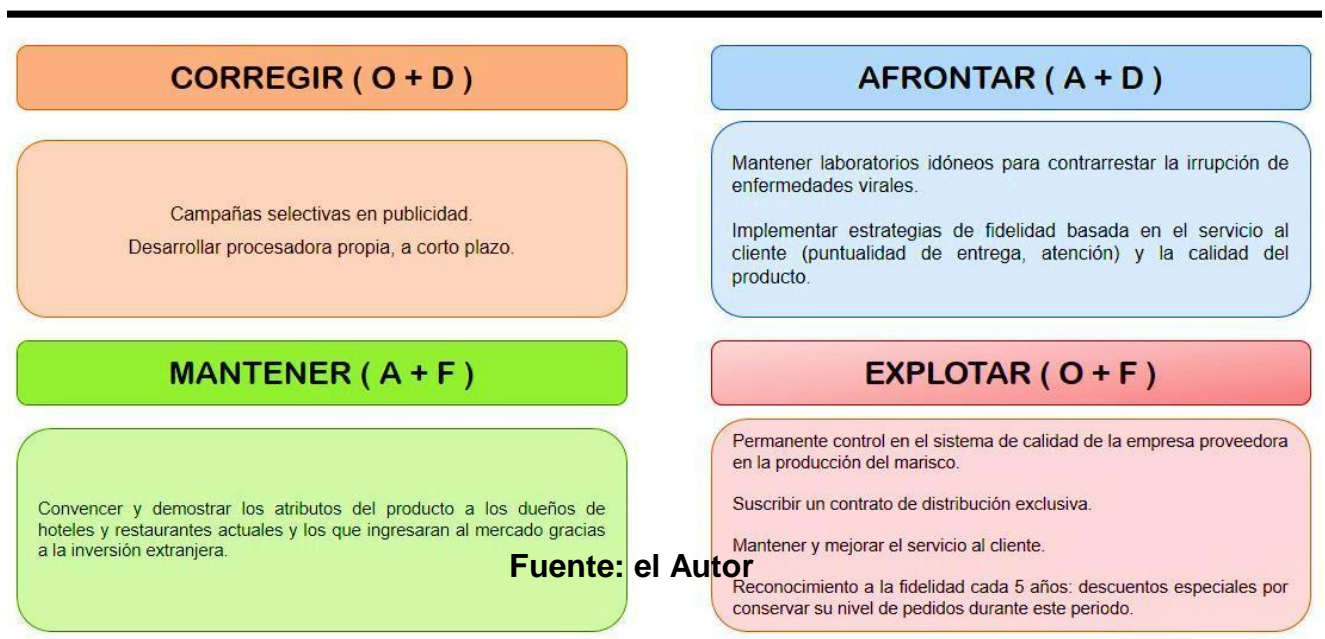 CORREGIR ( O + D )
Campañas selectivas en publicidad.
Desarrollar procesadora propia, a corto plazo.
AFRONTAR ( A + D )
Mantener laboratorios idóneos para contrarrestar la irrupción de
enfermedades virales.
Implementar estrategias de fidelidad basada en el servicio al
cliente (puntualidad de entrega, atención) y la calidad del
producto.
MANTENER ( A + F )
Convencer y demostrar los atributos del producto a los dueños de
hoteles y restaurantes actuales y los que ingresaran al mercado gracias
a la inversión extranjera.
EXPLOTAR ( O + F )
Permanente control en el sistema de calidad de la empresa proveedora
en la producción del marisco.
Suscribir un contrato de distribución exclusiva.
Mantener y mejorar el servicio al cliente.
Reconocimiento a la fidelidad cada 5 años: descuentos especiales por
conservar su nivel de pedidos durante este periodo.
Fuente: el Autor